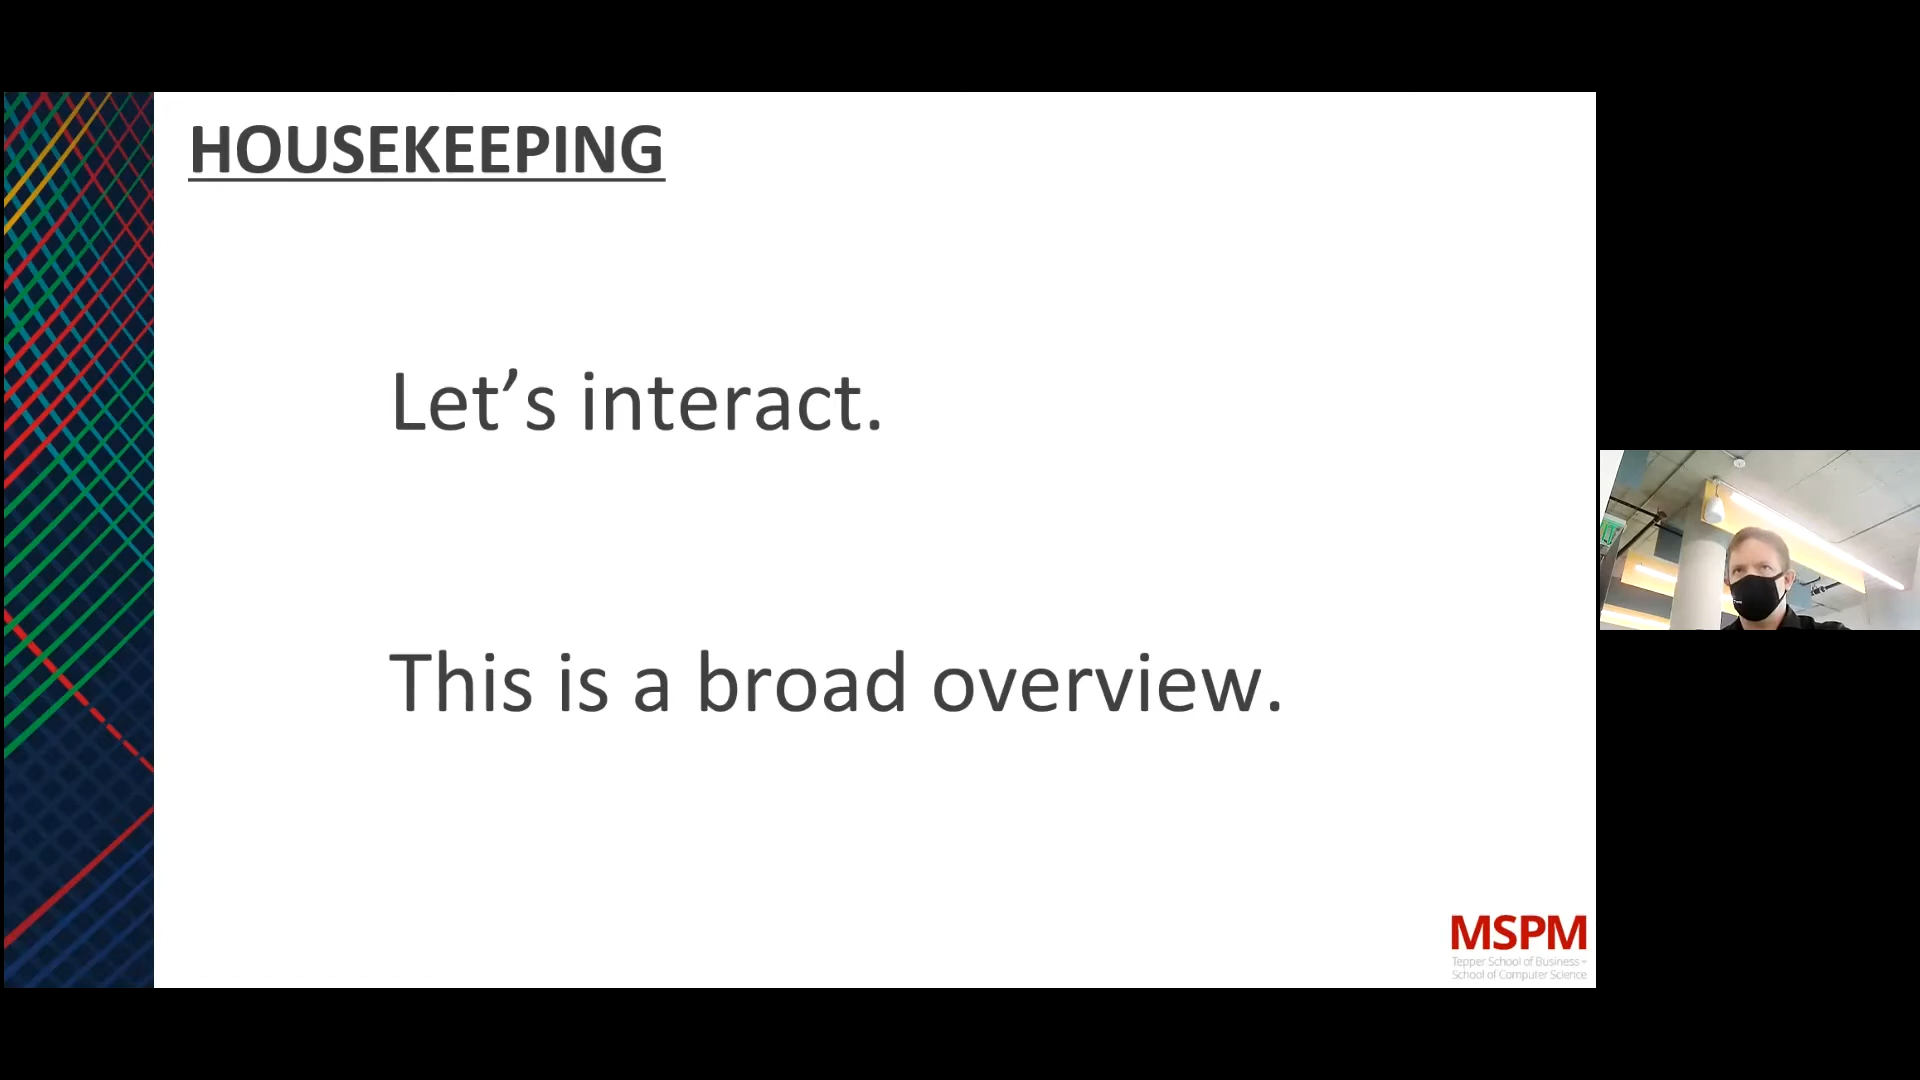 HOUSEKEEPING
Let’s interact.
This is a broad overview.
MSPM
Tepper School of Business +
School of Computer Science